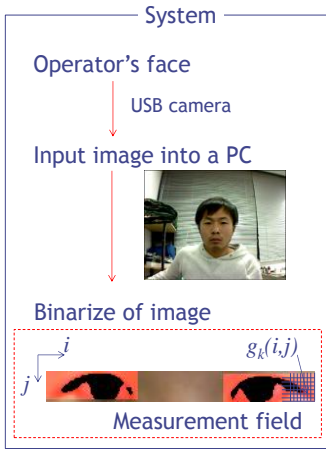 System
Operator's face
USB camera
Input image into a PC
Binarize of image
i
gk(i,j)
j
Measurement field